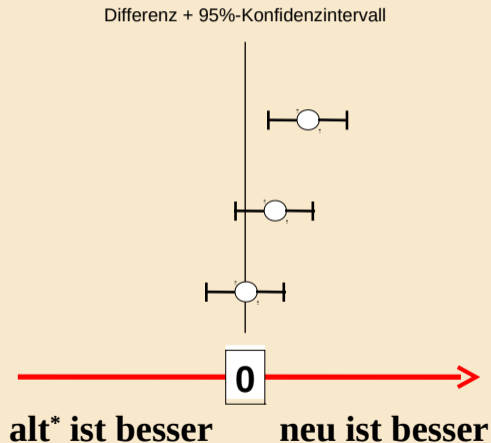 Differenz + 95%-Konfidenzintervall
0
alt* ist besser neu ist besser